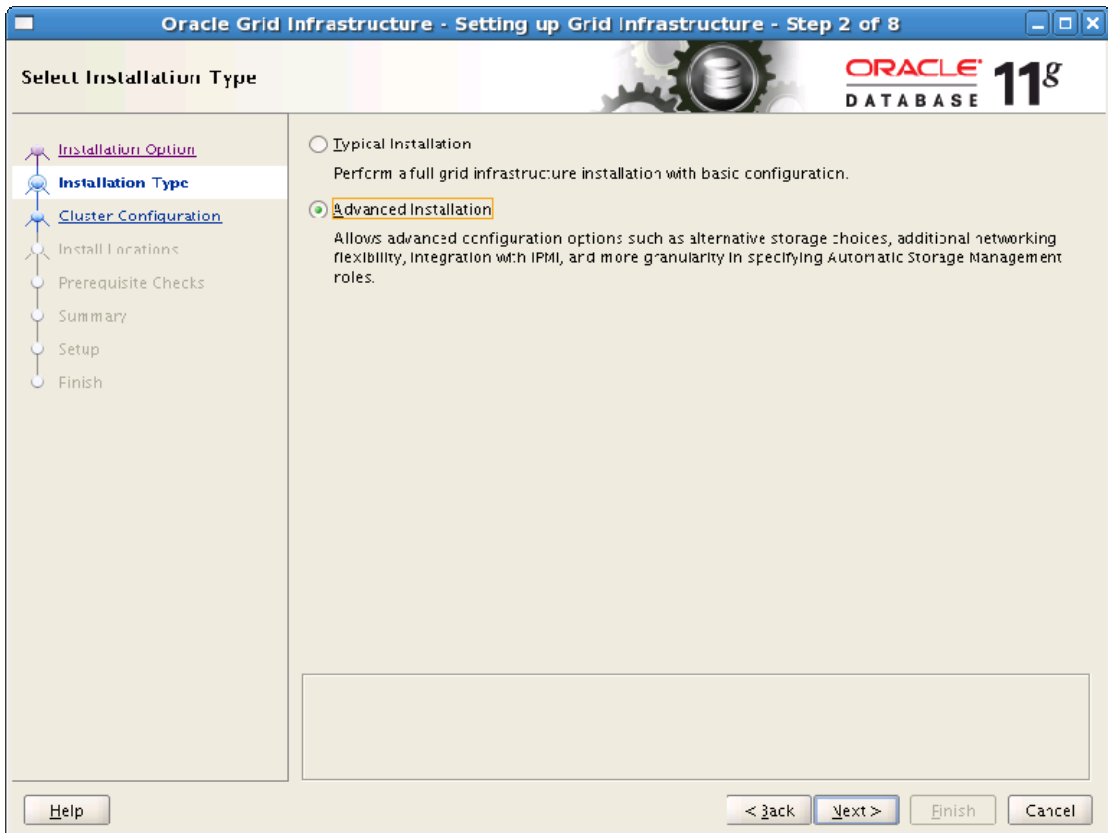 Oracle Grid Infrastructure - Setting up Grid Infrastructure - Step 2 of 8
Select Installation Type
ORACLE
DATABASE
11g
Installation Option
Installation Type
Cluster Configuration
Install Locations
Prerequisite Checks
Summary
Setup
Finish
Typical Installation
Perform a full grid infrastructure installation with basic configuration.
Advanced Installation
Allows advanced configuration options such as alternative storage choices, additional networking
flexibility, integration with IPMI, and more granularity in specifying Automatic Storage Management
roles.
Help
< Back
Next >
Finish
Cancel